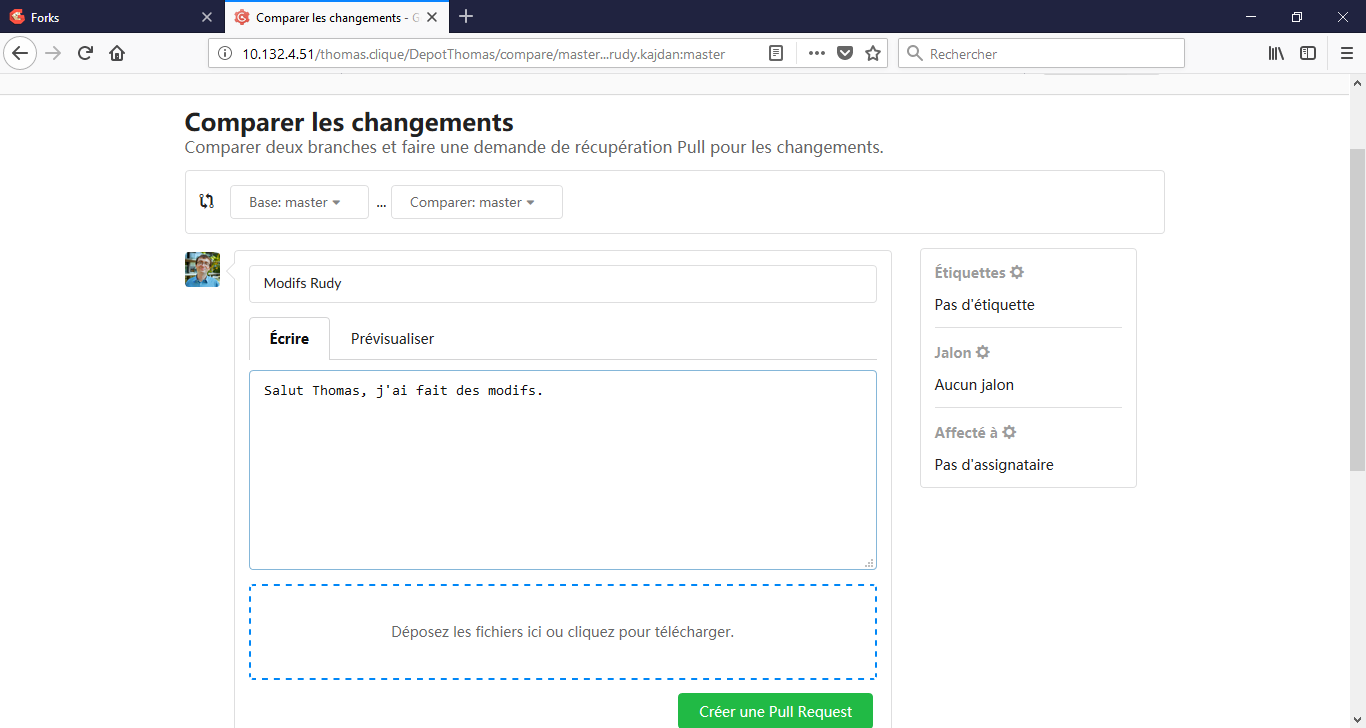 Forks
Comparer les changements - G
10.132.4.51/thomas.clique/DepotThomas/compare/master...rudy.kajdan:master
Rechercher
Comparer les changements
Comparer deux branches et faire une demande de récupération Pull pour les changements.
Base: master
...
Comparer: master
Modifs Rudy
Écrire
Prévisualiser
Salut Thomas, j'ai fait des modifs.
Déposez les fichiers ici ou cliquez pour télécharger.
Créer une Pull Request
Étiquettes
Pas d'étiquette
Jalon
Aucun jalon
Affecté à
Pas d'assignataire